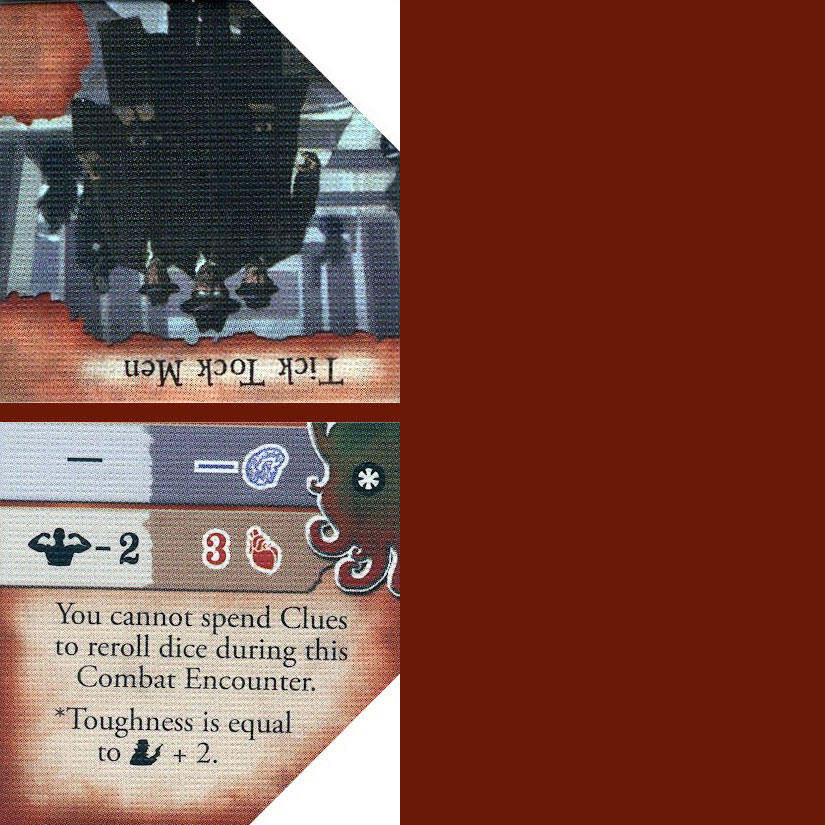 Tick Tock Men
— —
*
-2 3
You cannot spend Clues
to reroll dice during this
Combat Encounter.
*Toughness is equal
to + 2.